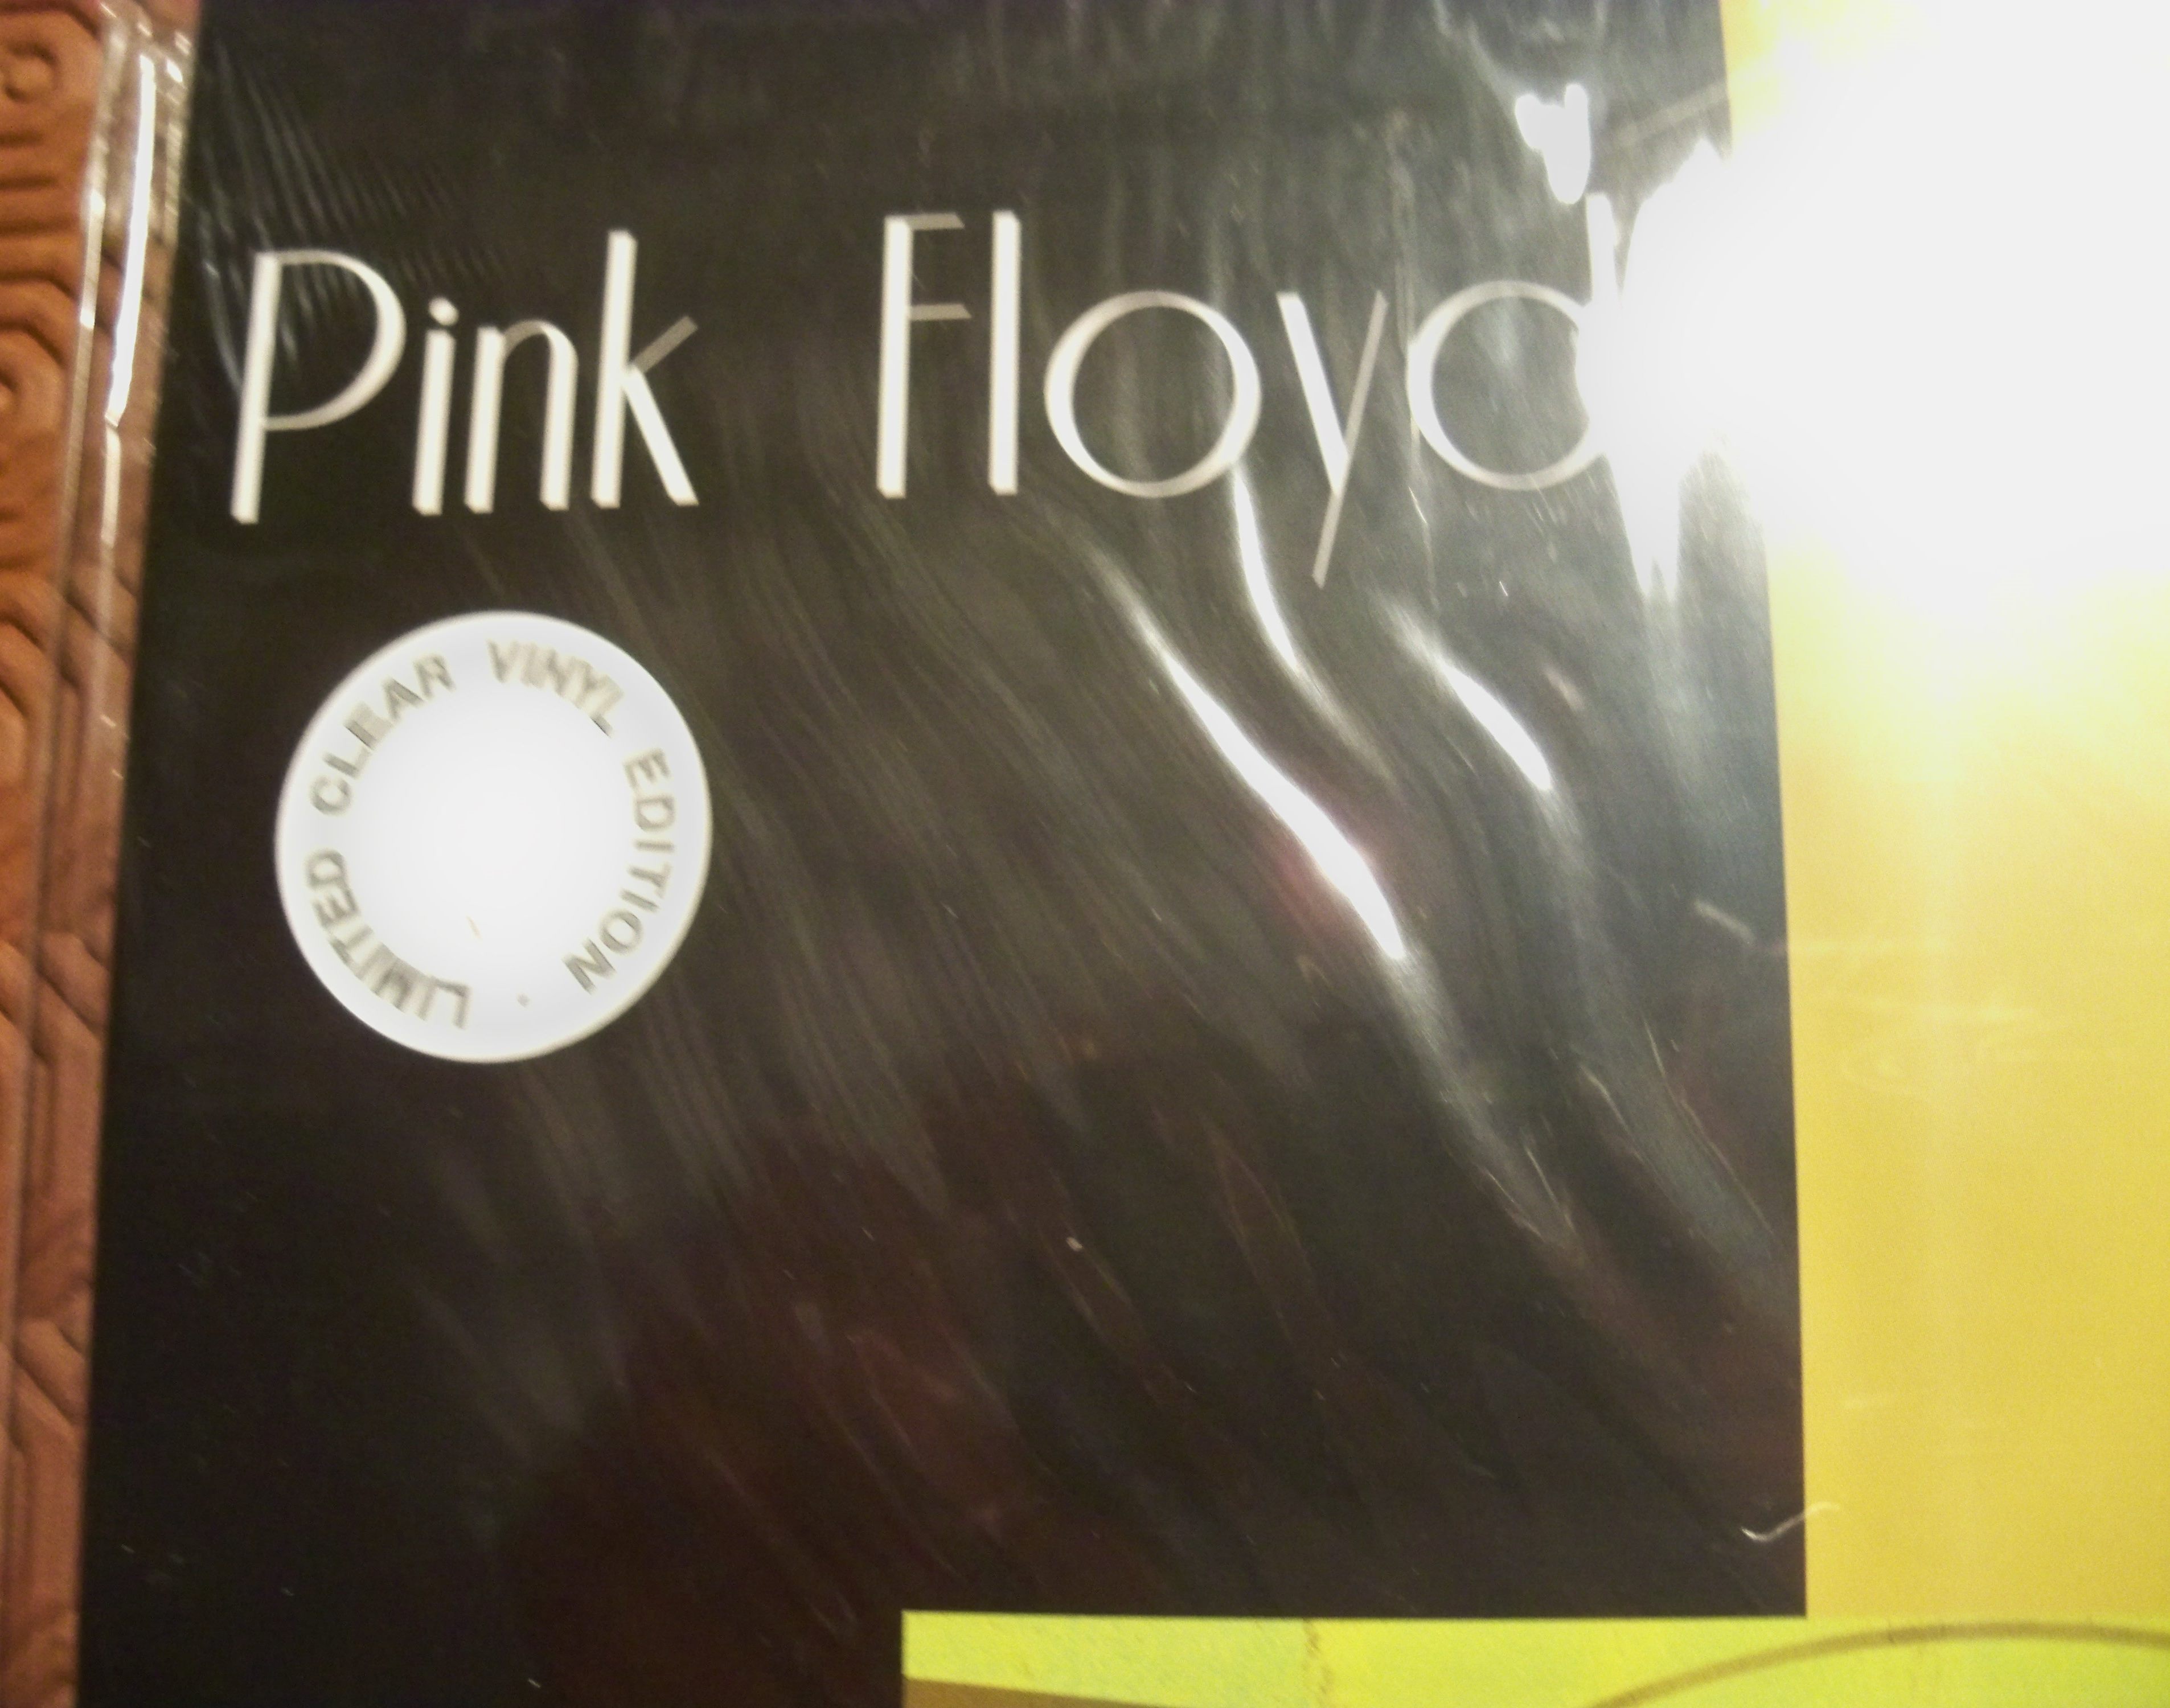 Pink Floyd
LIMITED CLEAR VINYL EDITION •